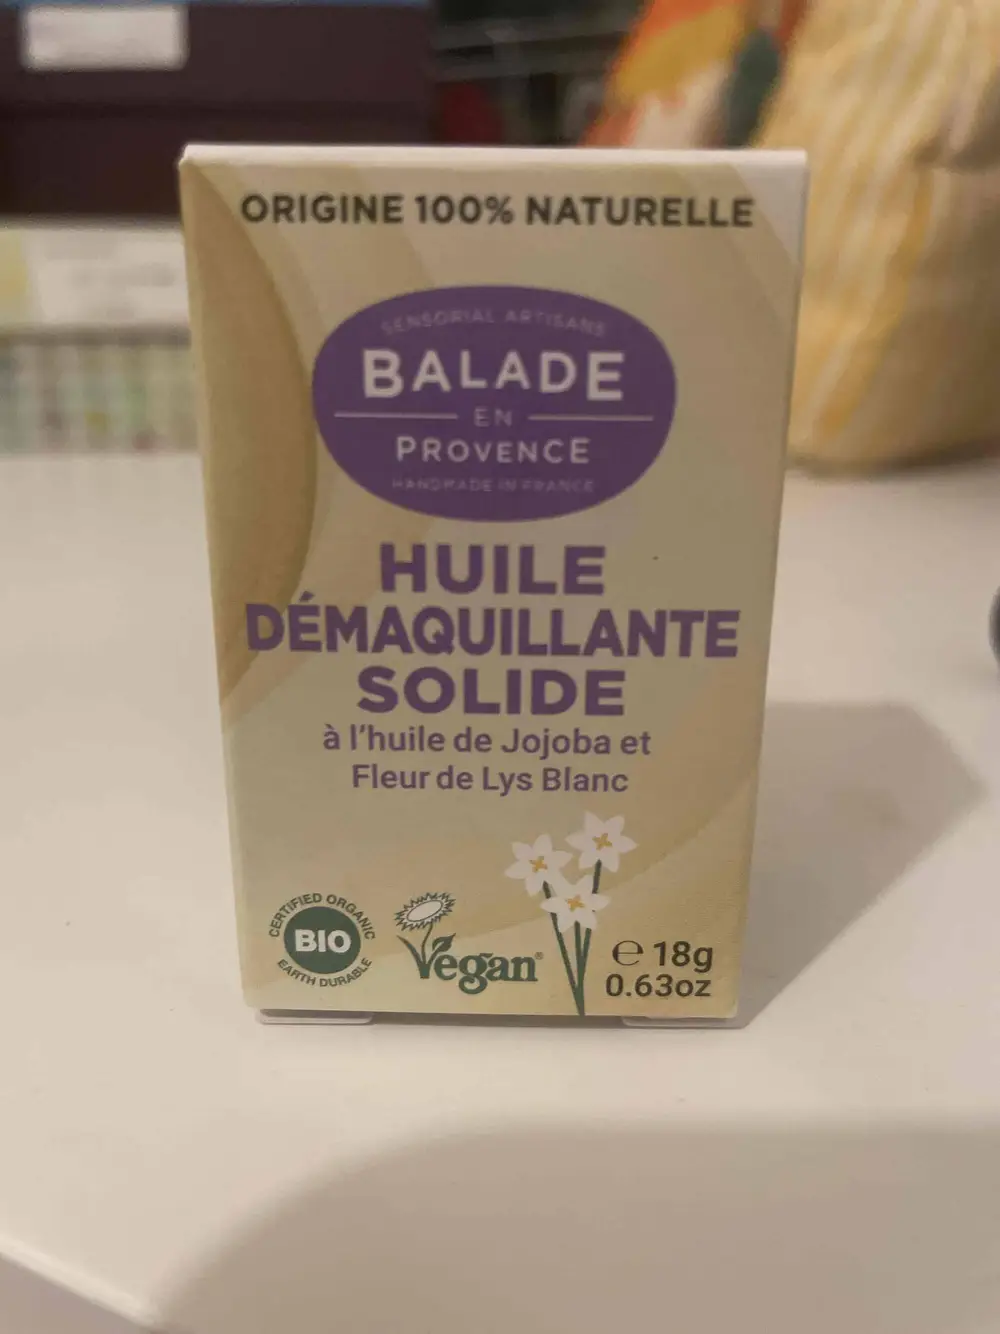 ORIGINE 100% NATURELLE
SENSORIAL ARTISANS
BALADE
EN
PROVENCE
HANDMADE IN FRANCE
HUILE
DÉMAQUILLANTE
SOLIDE
à l'huile de Jojoba et
Fleur de Lys Blanc
CERTIFIED ORGANIC
BIO
EARTH DURABLE
Vegan®
℮ 18g
0.63oz